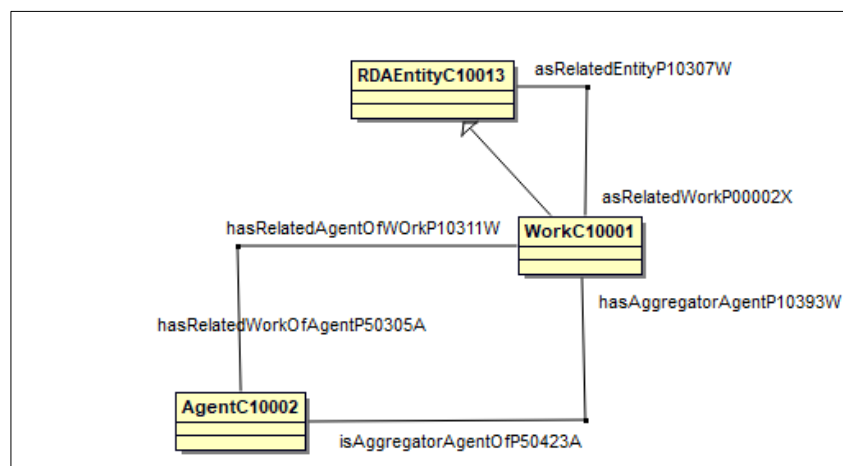 RDAEntityC10013
asRelatedEntityP10307W
asRelatedWorkP00002X
hasRelatedAgentOfWOrkP10311W
WorkC10001
hasAggregatorAgentP10393W
hasRelatedWorkOfAgentP50305A
AgentC10002
isAggregatorAgentOfP50423A